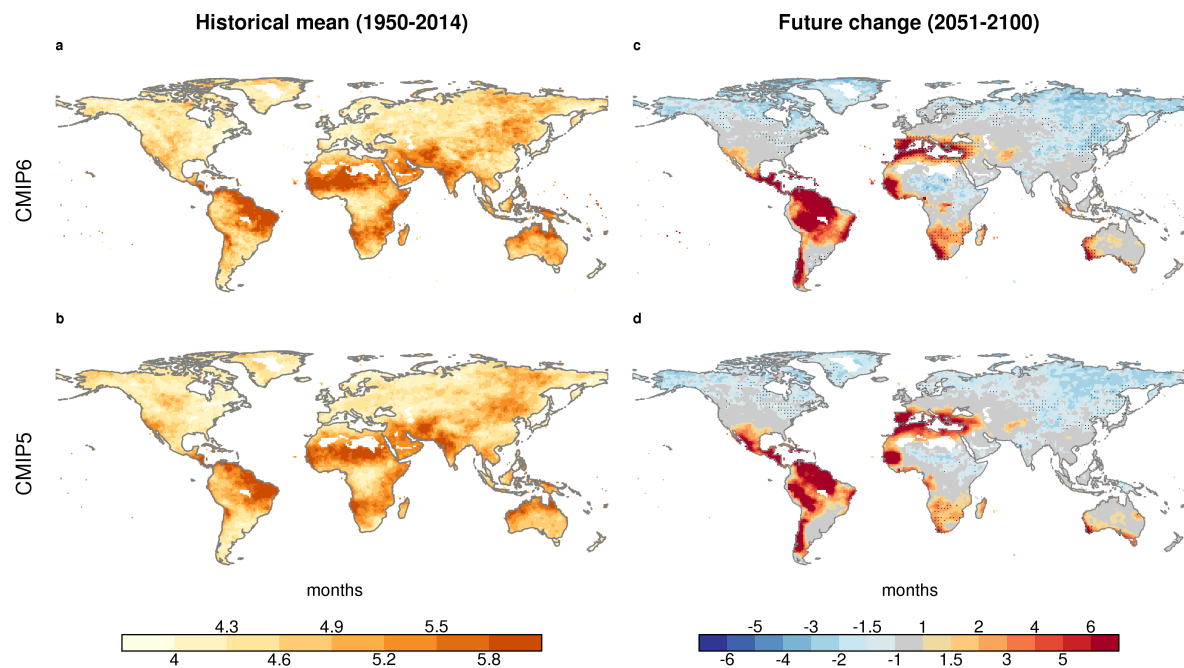 Historical mean (1950-2014)
Future change (2051-2100)
a
c
CMIP6
b
d
CMIP5
months
months
4.3 4.9 5.5
4 4.6 5.2 5.8
-5 -3 -1.5 1 2 4 6
-6 -4 -2 -1 1.5 3 5